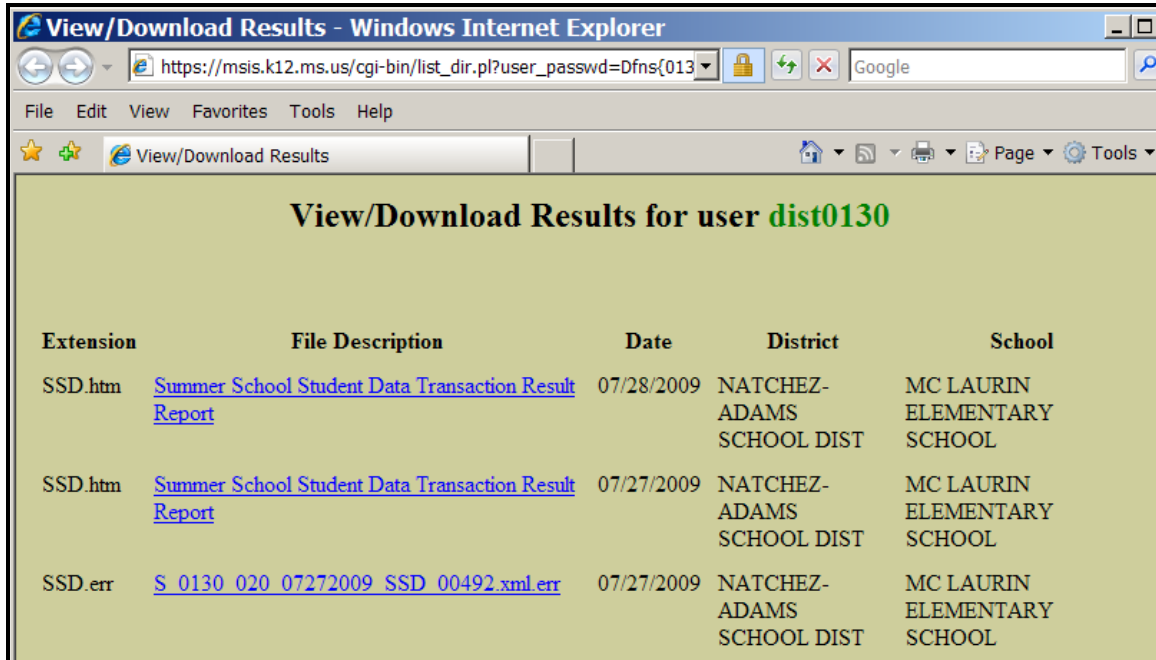 View/Download Results - Windows Internet Explorer
https://msis.k12.ms.us/cgi-bin/list_dir.pl?user_passwd=Dfns{013
Google
File Edit View Favorites Tools Help
View/Download Results
Page Tools
View/Download Results for user dist0130
Extension File Description Date District School
SSD.htm Summer School Student Data Transaction Result 07/28/2009 NATCHEZ- MC LAURIN
Report ADAMS ELEMENTARY
SCHOOL DIST SCHOOL
SSD.htm Summer School Student Data Transaction Result 07/27/2009 NATCHEZ- MC LAURIN
Report ADAMS ELEMENTARY
SCHOOL DIST SCHOOL
SSD.err S_0130_020_07272009_SSD_00492.xml.err 07/27/2009 NATCHEZ- MC LAURIN
ADAMS ELEMENTARY
SCHOOL DIST SCHOOL